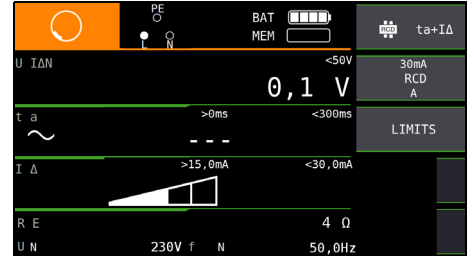 PE
BAT
L N
MEM
RCD ta+IΔ
U IΔN <50V
0,1 V
30mA
RCD
A
t a >0ms <300ms
---
LIMITS
I Δ >15,0mA <30,0mA
R E 4 Ω
U N 230V f N 50,0Hz